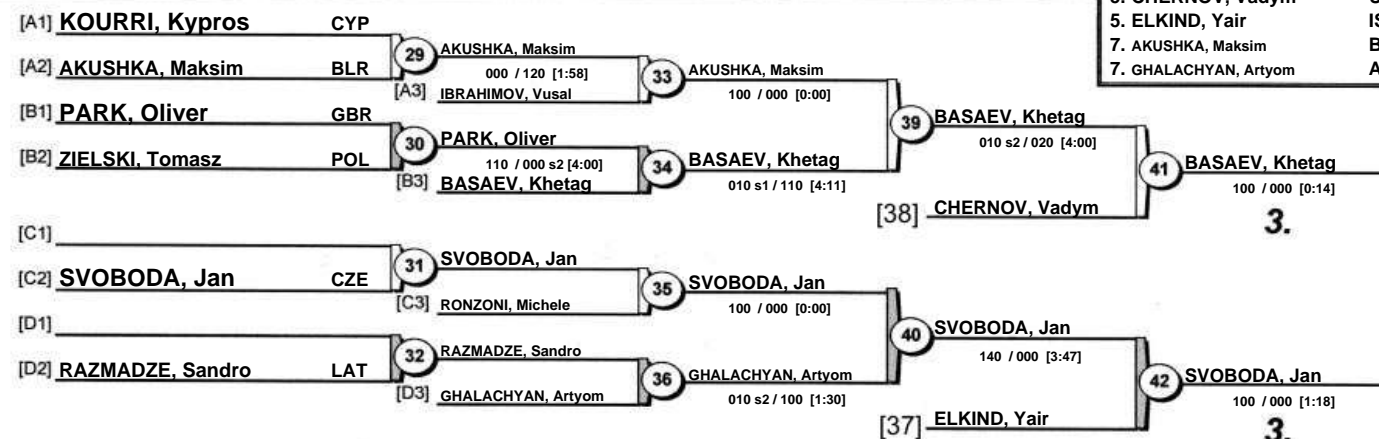 [A1] KOURRI, Kypros CYP
[A2] AKUSHKA, Maksim BLR
[B1] PARK, Oliver GBR
[B2] ZIELSKI, Tomasz POL
[C1]
[C2] SVOBODA, Jan CZE
[D1]
[D2] RAZMADZE, Sandro LAT
29
AKUSHKA, Maksim
000 / 120 [1:58]
[A3] IBRAHIMOV, Vusal
30
PARK, Oliver
110 / 000 s2 [4:00]
[B3] BASAEV, Khetag
31
SVOBODA, Jan
[C3] RONZONI, Michele
32
RAZMADZE, Sandro
[D3] GHALACHYAN, Artyom
33
AKUSHKA, Maksim
100 / 000 [0:00]
34
BASAEV, Khetag
010 s1 / 110 [4:11]
35
SVOBODA, Jan
100 / 000 [0:00]
36
GHALACHYAN, Artyom
010 s2 / 100 [1:30]
39
BASAEV, Khetag
010 s2 / 020 [4:00]
[38] CHERNOV, Vadym
40
SVOBODA, Jan
140 / 000 [3:47]
[37] ELKIND, Yair
41
BASAEV, Khetag
100 / 000 [0:14]
3.
42
SVOBODA, Jan
100 / 000 [1:18]
3.
CHERNOV, Vadym
5. ELKIND, Yair IS
7. AKUSHKA, Maksim B
7. GHALACHYAN, Artyom A